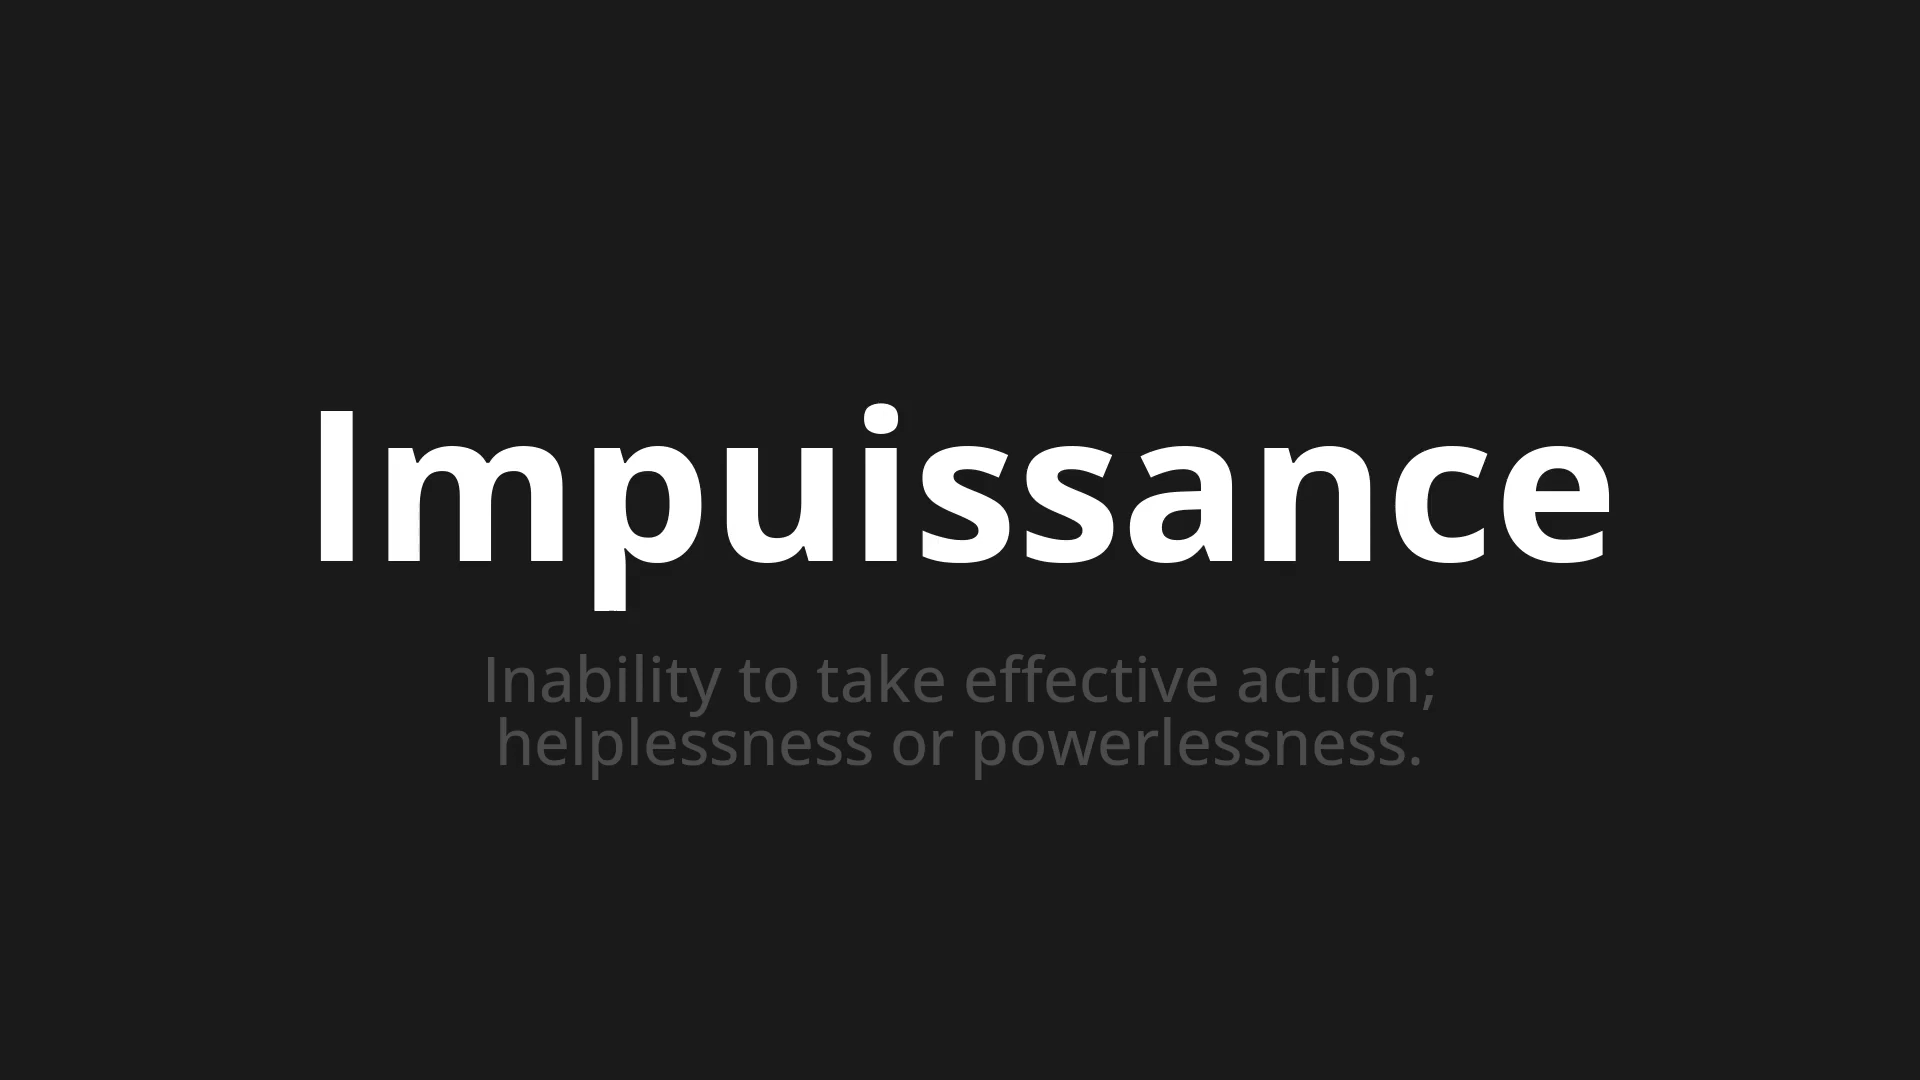 Impuissance
Inability to take effective action;
helplessness or powerlessness.